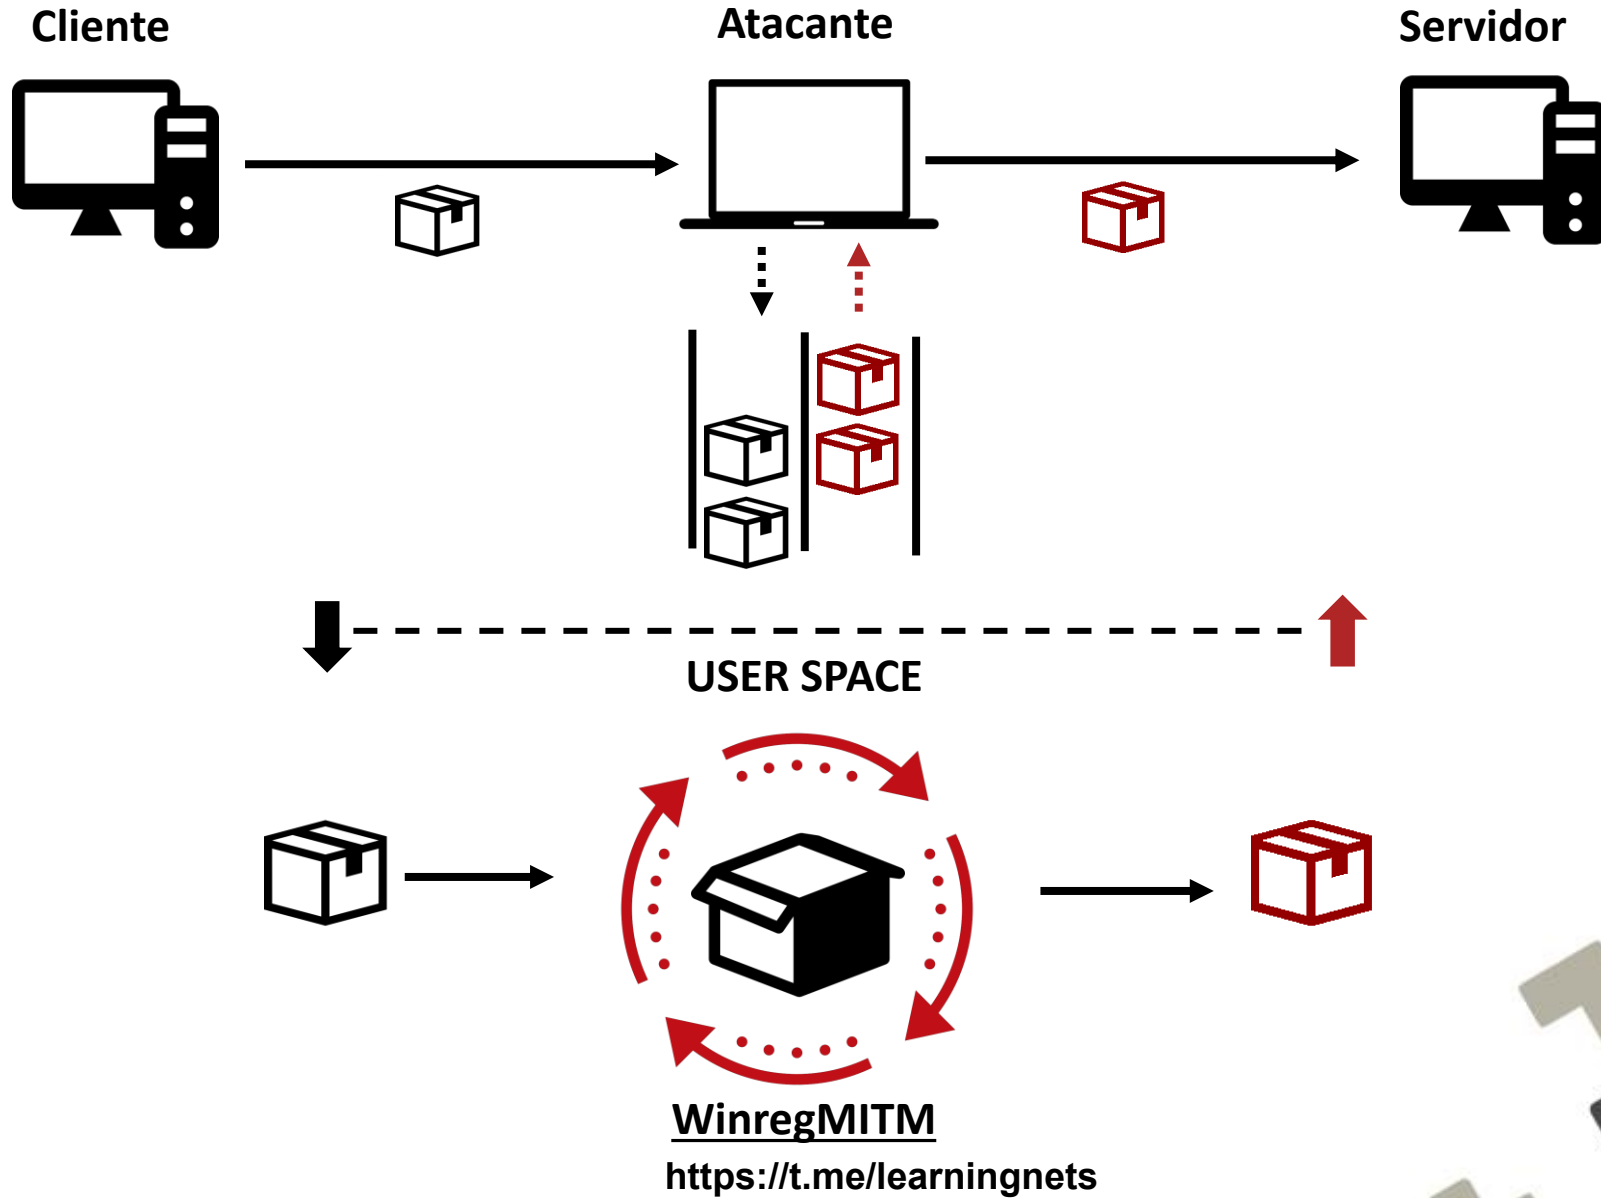 Cliente
Atacante
Servidor
USER SPACE
WinregMITM
https://t.me/learningnets